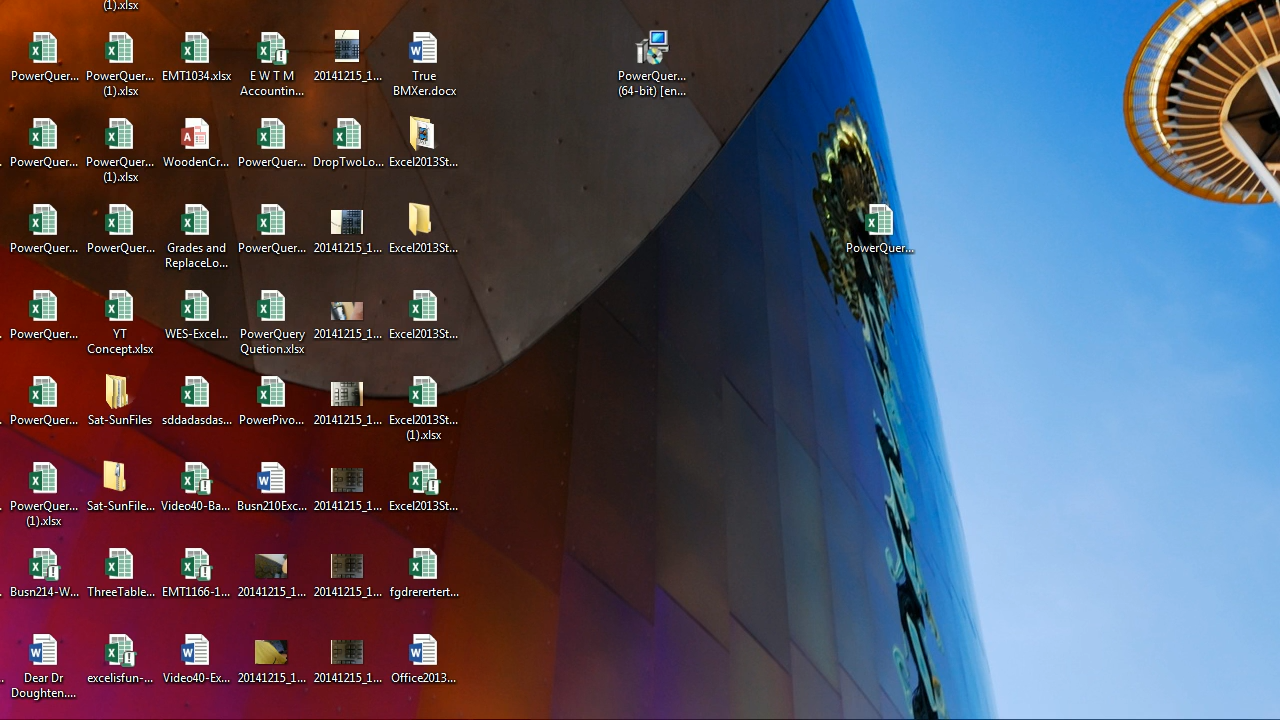 (1).xlsx
PowerQuer...
PowerQuer...
(1).xlsx
EMT1034.xlsx
E W T M
Accountin...
20141215_1...
True
BMXer.docx
PowerQuer...
(64-bit) [en...
PowerQuer...
PowerQuer...
(1).xlsx
WoodenCr...
PowerQuer...
DropTwoLo...
Excel2013St...
PowerQuer...
PowerQuer...
Grades and
ReplaceLo...
PowerQuer...
20141215_1...
Excel2013St...
PowerQuer...
PowerQuer...
YT
Concept.xlsx
WES-Excel...
PowerQuery
Quetion.xlsx
20141215_1...
Excel2013St...
PowerQuer...
Sat-SunFiles
sddadasdas...
PowerPivo...
20141215_1...
Excel2013St...
(1).xlsx
PowerQuer...
(1).xlsx
Sat-SunFile...
Video40-Ba...
Busn210Exc...
20141215_1...
Excel2013St...
Busn214-W...
ThreeTable...
EMT1166-1...
20141215_1...
20141215_1...
fgdrerertert...
Dear Dr
Doughten....
excelisfun-...
Video40-Ex...
20141215_1...
20141215_1...
Office2013...